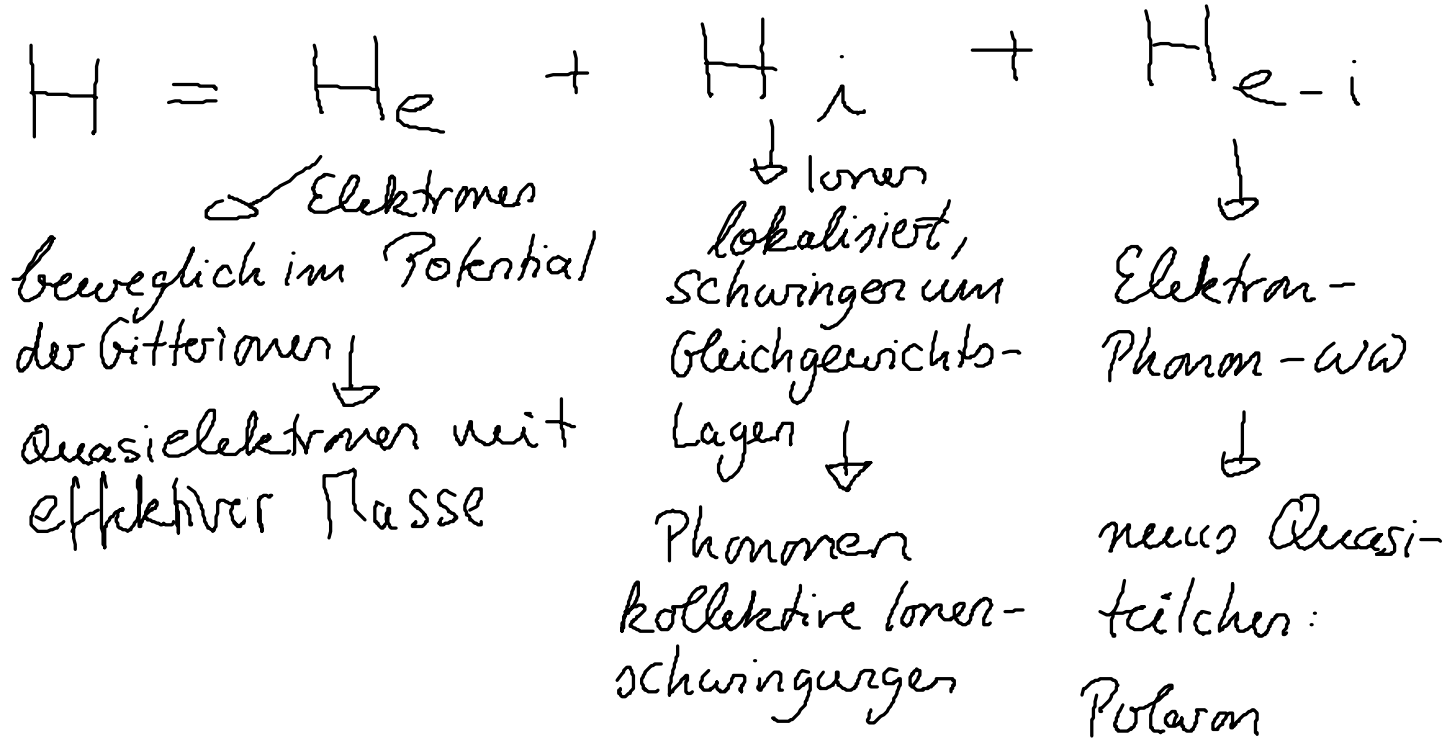 H = He + Hi + He-i
Elektronen
beweglich im Potential
der Gitterionen
Quasielektronen mit
effektiver Masse
Ionen
lokalisiert,
schwingen um
Gleichgewichts-
Lagen
Phononen
kollektive Ionen-
schwingungen
Elektron-
Phonon-WW
neues Quasi-
teilchen:
Polaron